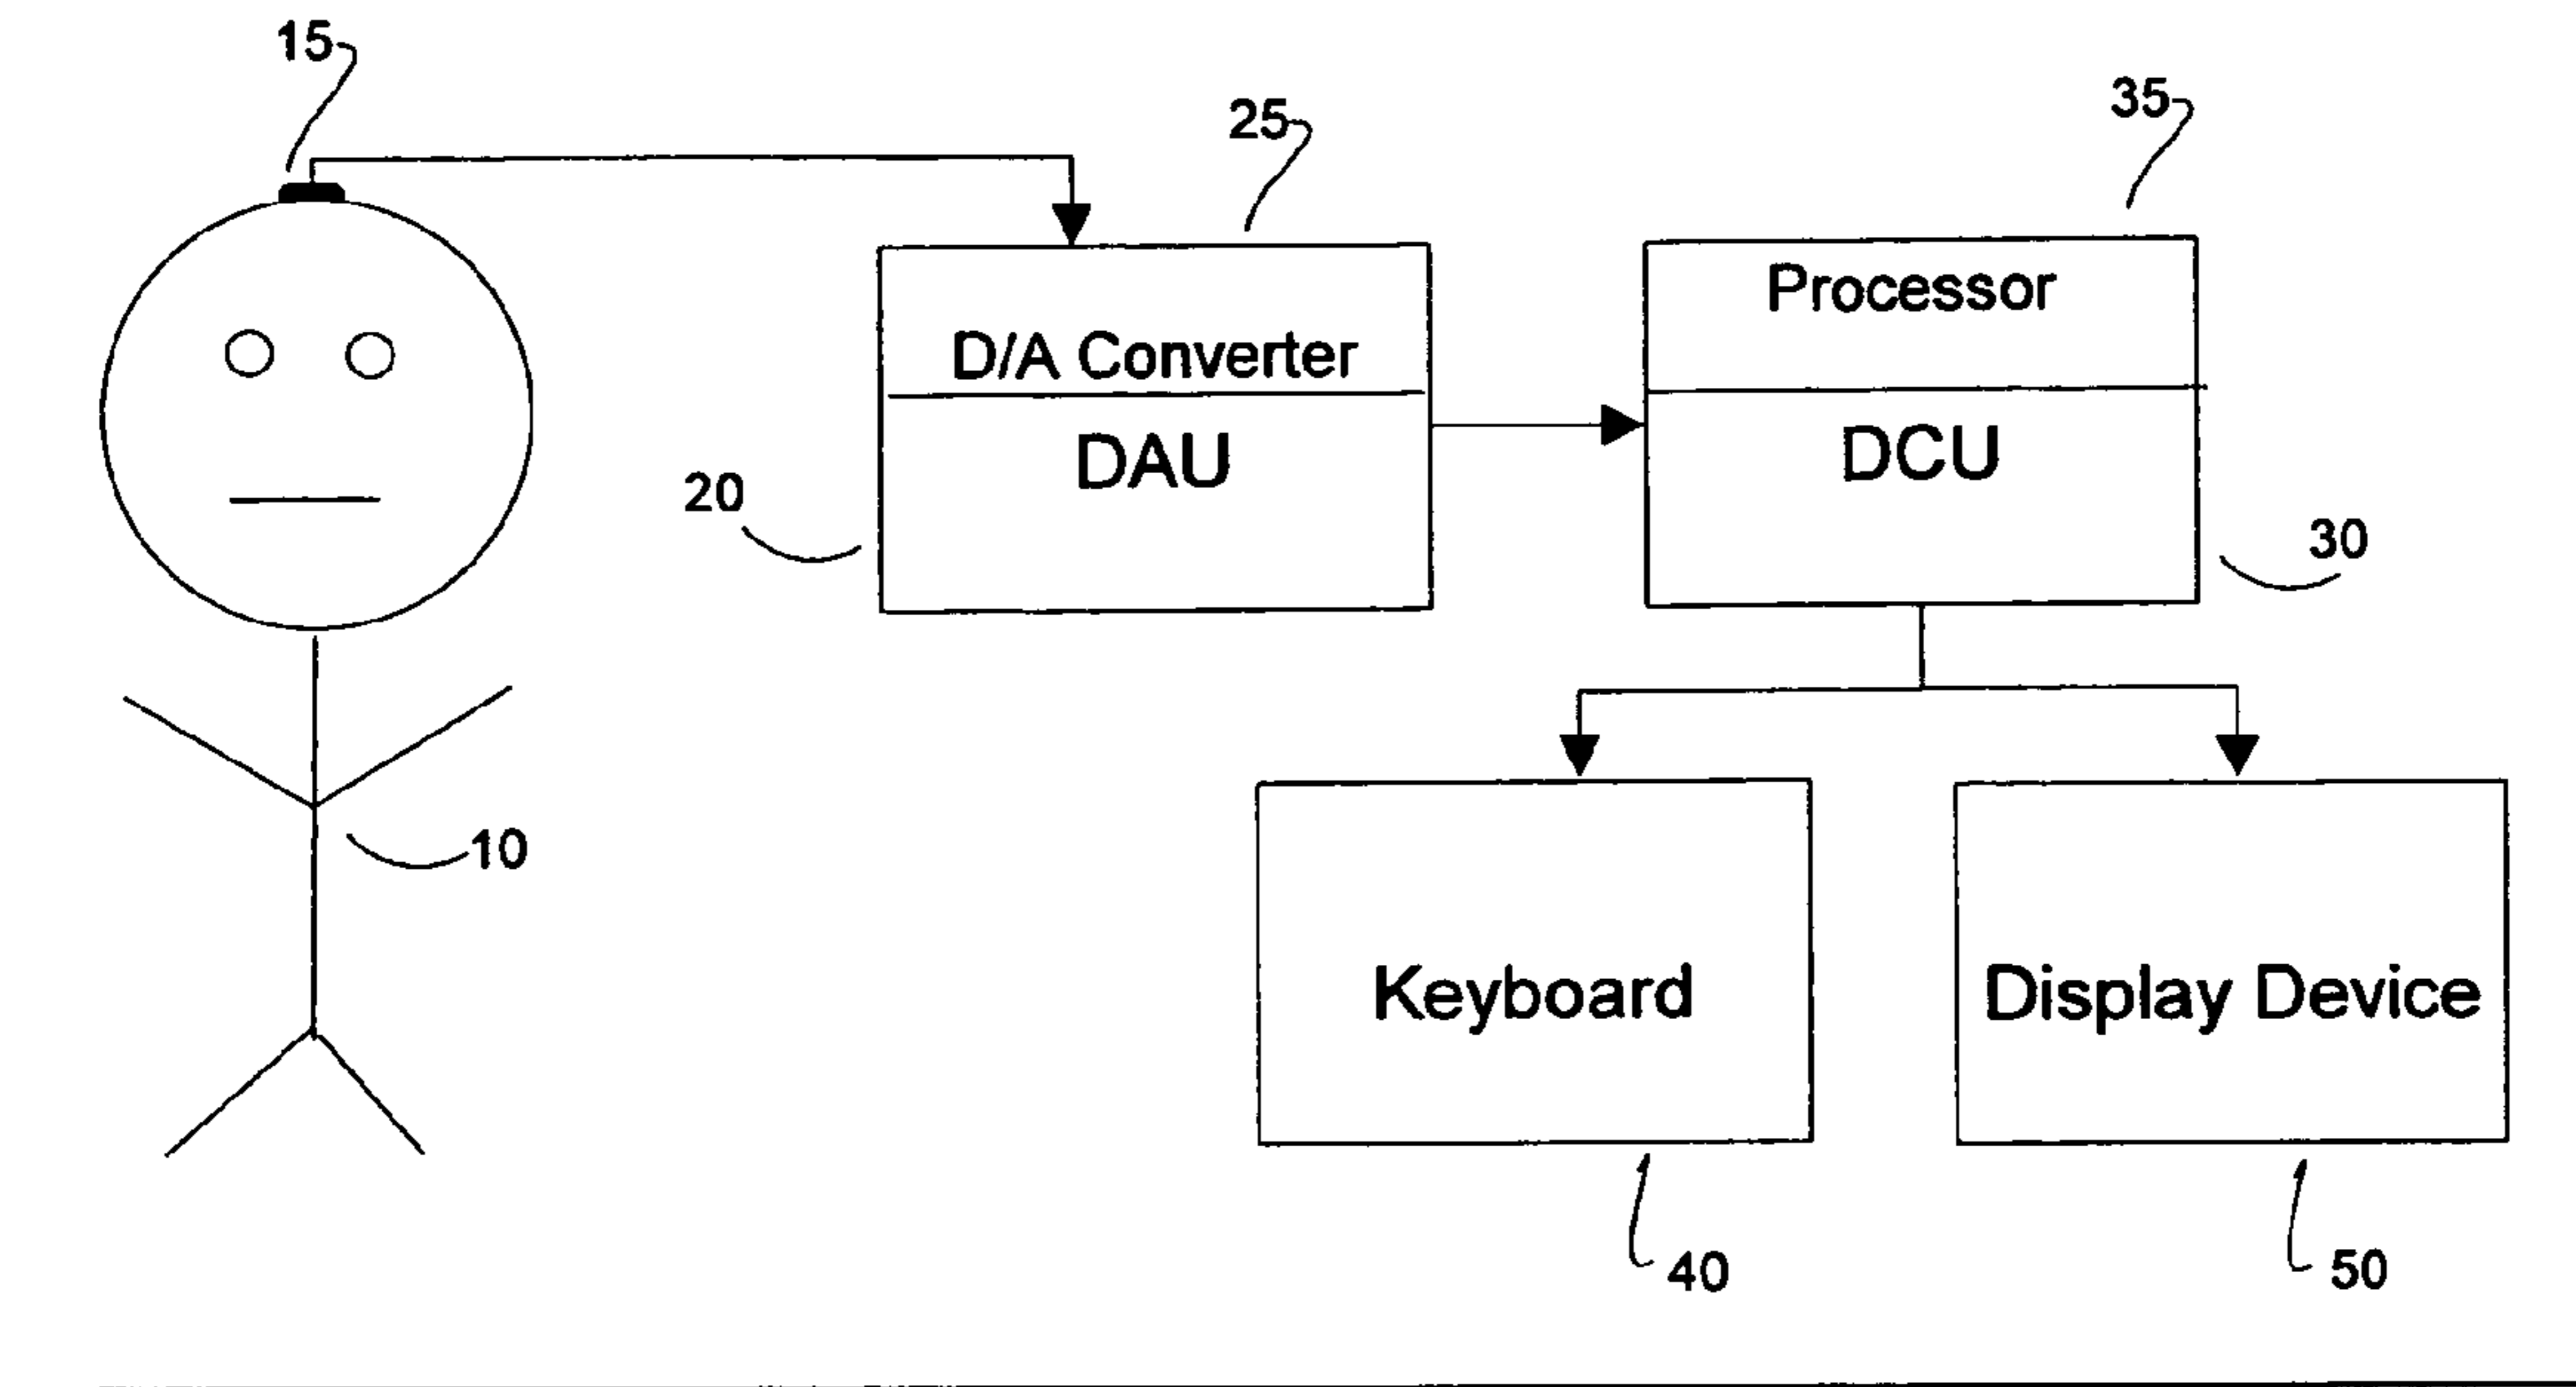 15
25
35
Processor
D/A Converter
DAU
DCU
20
30
10
Keyboard
Display Device
40
50